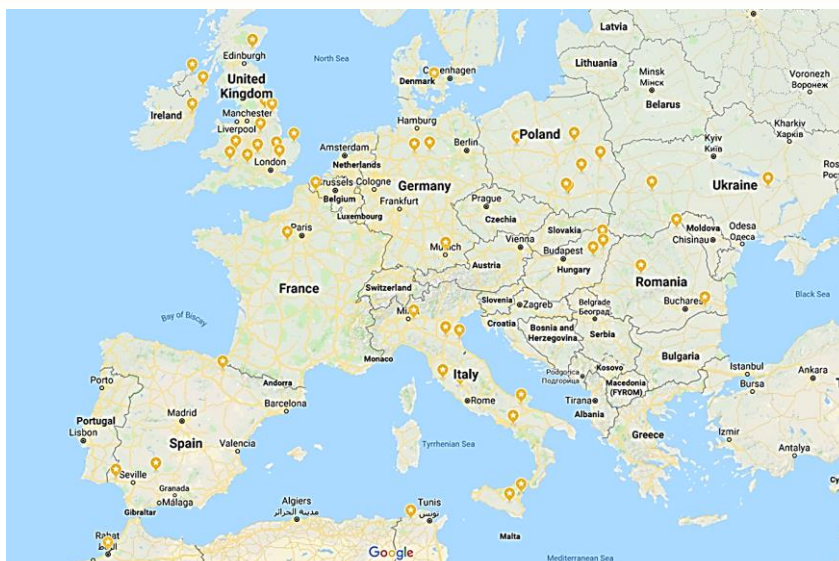 Latvia
Edinburgh
North Sea
Copenhagen
Denmark
Lithuania
United
Kingdom
Minsk
Мінск
Voronezh
Воронеж
Ireland
Manchester
Liverpool
Hamburg
Belarus
Amsterdam
Berlin
Poland
London
Netherlands
Kyiv
Київ
Kharkiv
Харків
Brussels
Cologne
Belgium
Germany
Ukraine
Frankfurt
Prague
Luxembourg
Czechia
Paris
Slovakia
Moldova
Munich
Vienna
Chisinau
Odesa
Одеса
Budapest
Austria
Hungary
France
Switzerland
Romania
Slovenia
Zagreb
Bay of Biscay
Croatia
Belgrade
Београд
Black Sea
Bosnia and
Herzegovina
Serbia
Monaco
Bulgaria
Italy
Podgorica
Подгорица
Kosovo
Istanbul
Bursa
Ankara
Porto
Andorra
Macedonia
(FYROM)
Rome
Tirana
Albania
Barcelona
Madrid
Portugal
Lisbon
Spain
Valencia
Tyrrhenian Sea
Greece
Izmir
Antalya
Seville
Granada
Málaga
Gibraltar
Algiers
مدينة الجزائر
Tunis
تونس
Malta
Rabat
Google
Mediterranean Sea